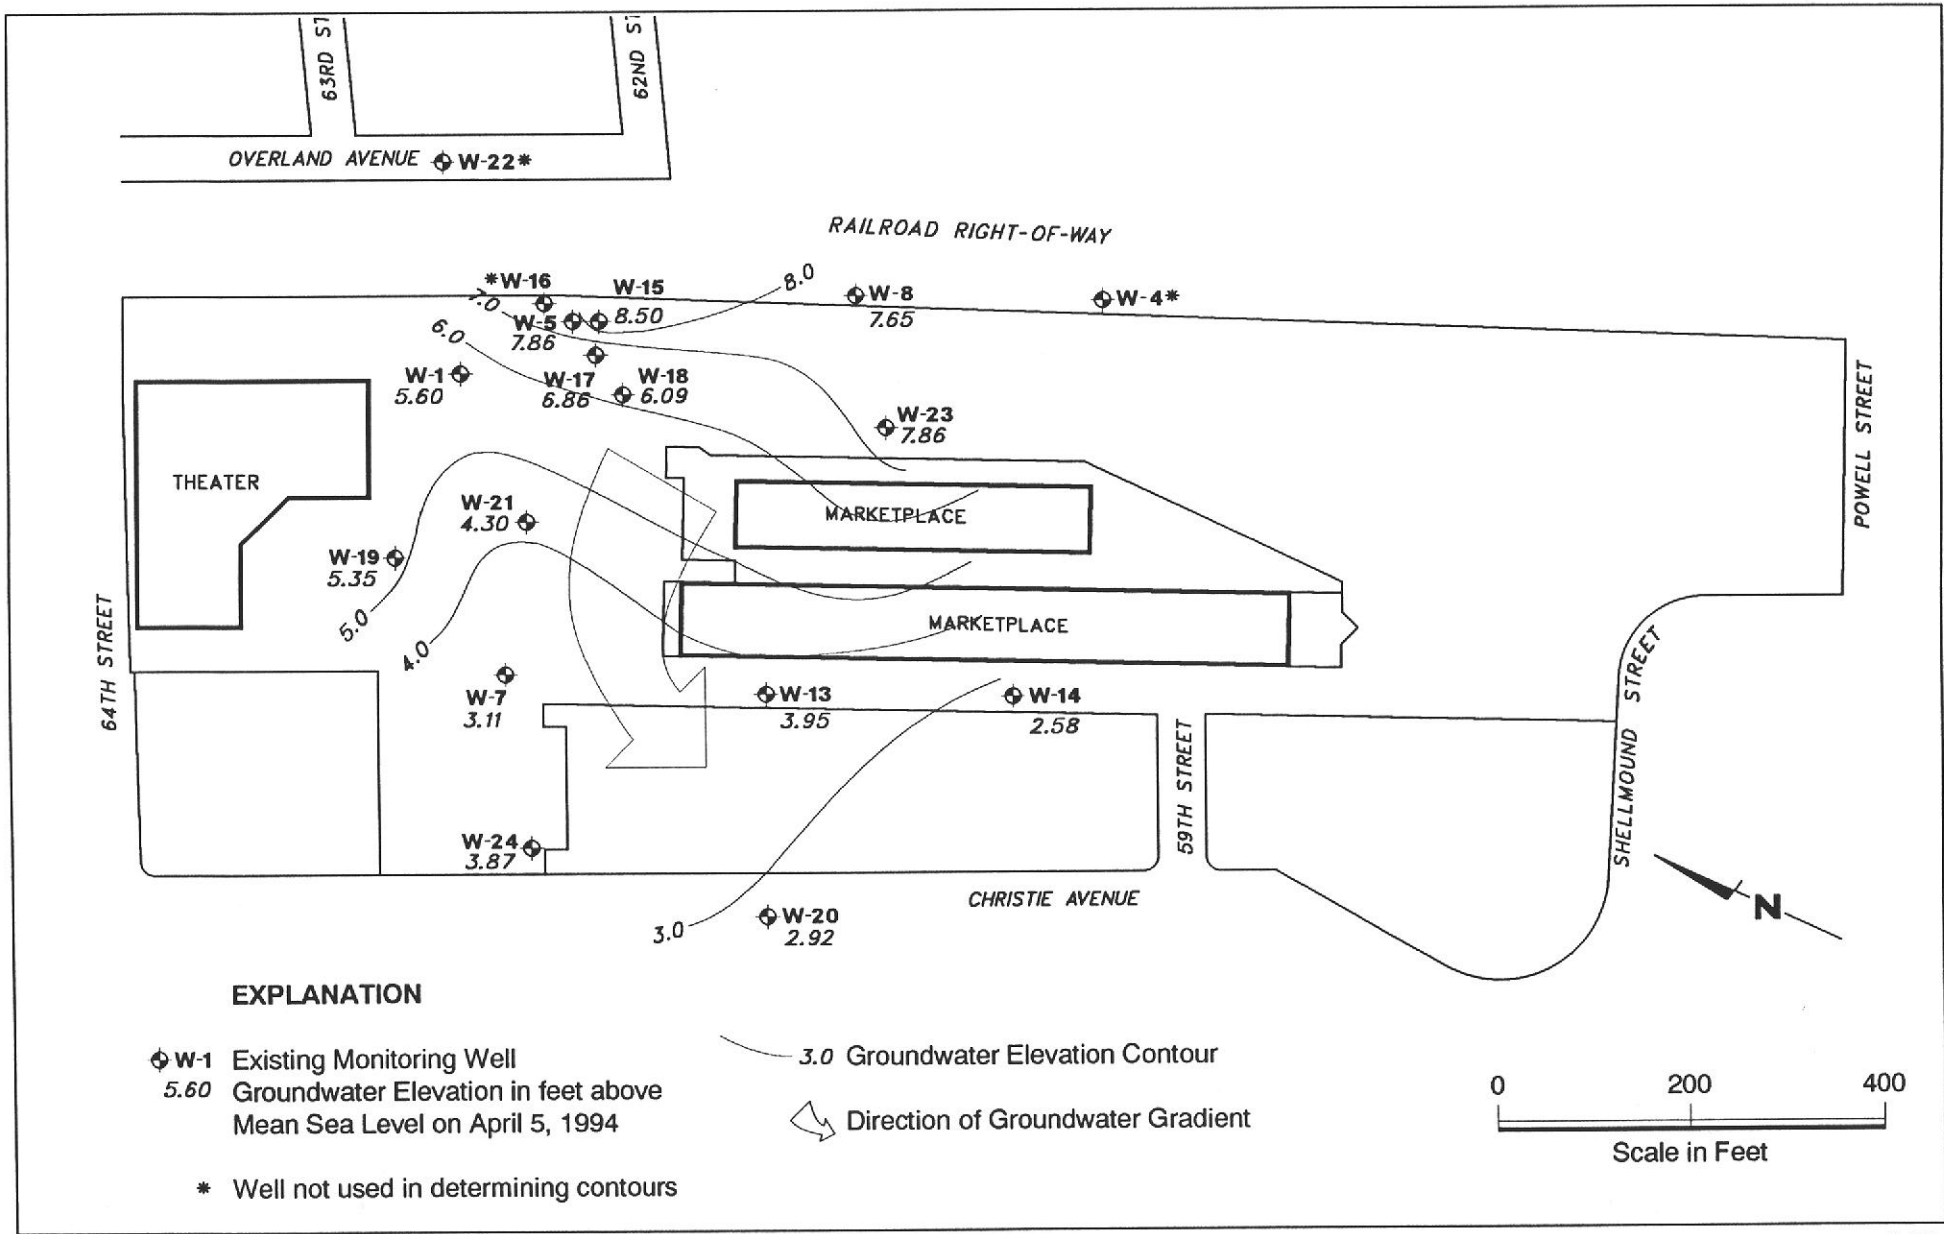 63RD ST
62ND ST
OVERLAND AVENUE
W-22*
RAILROAD RIGHT-OF-WAY
*W-16
W-15
8.50
8.0
W-8
7.65
W-4*
7.0
W-5
7.86
6.0
W-1
5.60
W-17
6.86
W-18
6.09
W-23
7.86
THEATER
W-21
4.30
MARKETPLACE
W-19
5.35
5.0
4.0
MARKETPLACE
POWELL STREET
64TH STREET
W-7
3.11
W-13
3.95
W-14
2.58
59TH STREET
SHELLMOUND STREET
W-24
3.87
CHRISTIE AVENUE
W-20
2.92
3.0
N
EXPLANATION
W-1 Existing Monitoring Well
5.60 Groundwater Elevation in feet above
Mean Sea Level on April 5, 1994
* Well not used in determining contours
3.0 Groundwater Elevation Contour
Direction of Groundwater Gradient
0 200 400
Scale in Feet